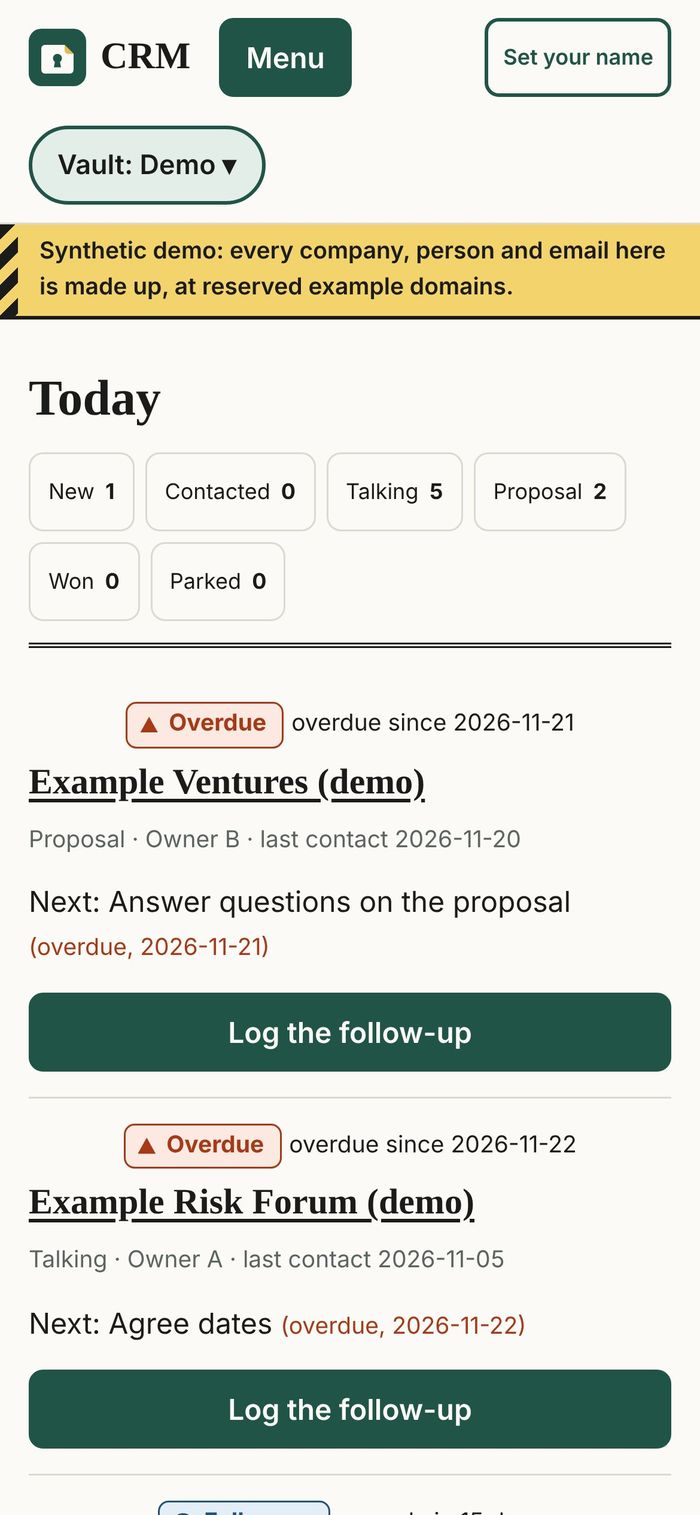 CRM
Menu
Set your name
Vault: Demo ▾
Synthetic demo: every company, person and email here
is made up, at reserved example domains.
Today
New 1
Contacted 0
Talking 5
Proposal 2
Won 0
Parked 0
▲ Overdue overdue since 2026-11-21
Example Ventures (demo)
Proposal · Owner B · last contact 2026-11-20
Next: Answer questions on the proposal
(overdue, 2026-11-21)
Log the follow-up
▲ Overdue overdue since 2026-11-22
Example Risk Forum (demo)
Talking · Owner A · last contact 2026-11-05
Next: Agree dates (overdue, 2026-11-22)
Log the follow-up